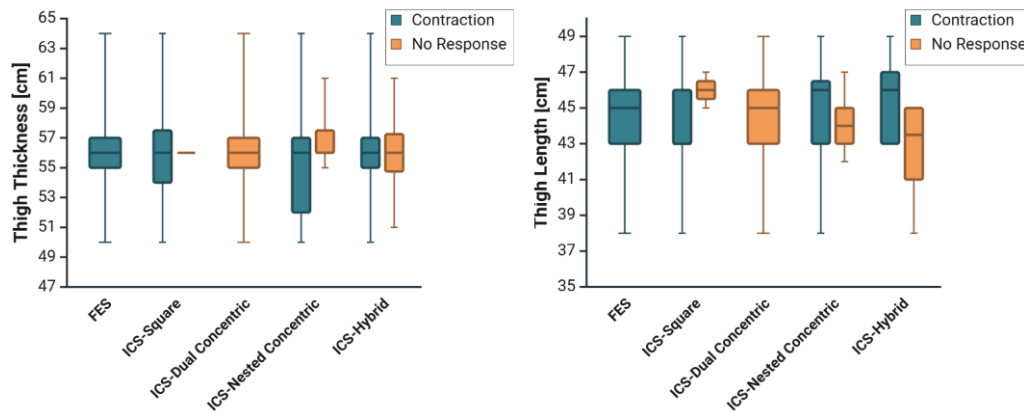 Thigh Thickness [cm]
65
63
61
59
57
55
53
51
49
47
Contraction
No Response
FES
ICS-Square
ICS-Dual Concentric
ICS-Nested Concentric
ICS-Hybrid
Thigh Length [cm]
49
47
45
43
41
39
37
35
Contraction
No Response
FES
ICS-Square
ICS-Dual Concentric
ICS-Nested Concentric
ICS-Hybrid